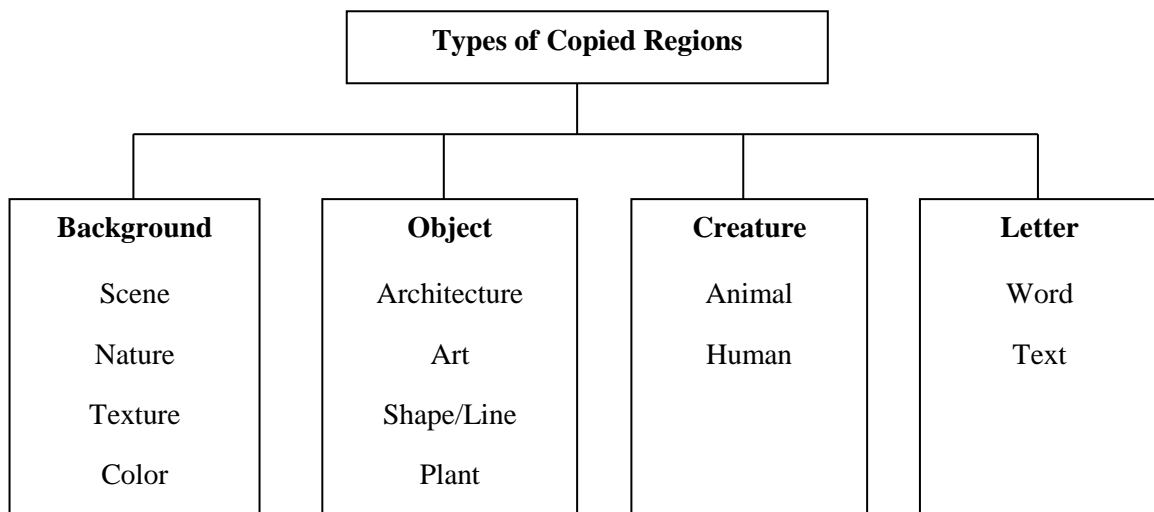 Types of Copied Regions
Background
Scene
Nature
Texture
Color
Object
Architecture
Art
Shape/Line
Plant
Creature
Animal
Human
Letter
Word
Text